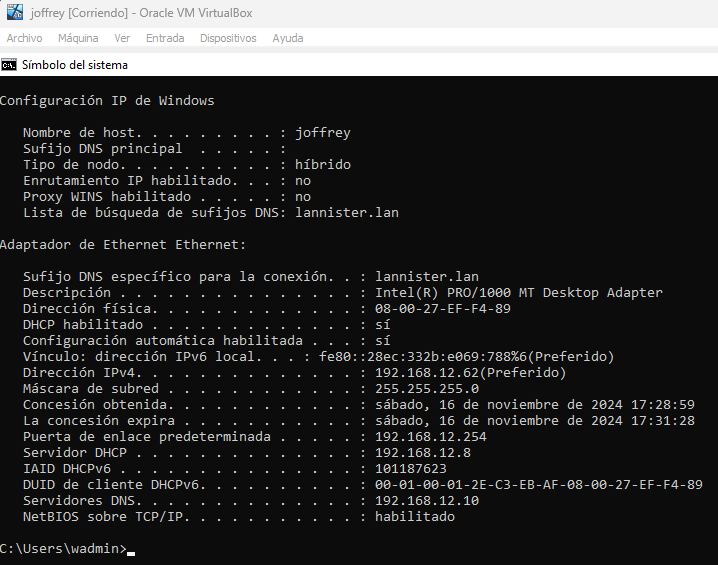 joffrey [Corriendo] - Oracle VM VirtualBox
Archivo Máquina Ver Entrada Dispositivos Ayuda
Símbolo del sistema
Configuración IP de Windows
Nombre de host. . . . . . . . . : joffrey
Sufijo DNS principal  . . . . . :
Tipo de nodo. . . . . . . . . . : híbrido
Enrutamiento IP habilitado. . . : no
Proxy WINS habilitado . . . . . : no
Lista de búsqueda de sufijos DNS: lannister.lan
Adaptador de Ethernet Ethernet:
Sufijo DNS específico para la conexión. . : lannister.lan
Descripción . . . . . . . . . . . . . . . : Intel(R) PRO/1000 MT Desktop Adapter
Dirección física. . . . . . . . . . . . . : 08-00-27-EF-F4-89
DHCP habilitado . . . . . . . . . . . . . : sí
Configuración automática habilitada . . . : sí
Vínculo: dirección IPv6 local. . . : fe80::28ec:332b:e069:788%6(Preferido)
Dirección IPv4. . . . . . . . . . . . . . : 192.168.12.62(Preferido)
Máscara de subred . . . . . . . . . . . . : 255.255.255.0
Concesión obtenida. . . . . . . . . . . . : sábado, 16 de noviembre de 2024 17:28:59
La concesión expira . . . . . . . . . . . : sábado, 16 de noviembre de 2024 17:31:28
Puerta de enlace predeterminada . . . . . : 192.168.12.254
Servidor DHCP . . . . . . . . . . . . . . : 192.168.12.8
IAID DHCPv6 . . . . . . . . . . . . . . . : 101187623
DUID de cliente DHCPv6. . . . . . . . . . : 00-01-00-01-2E-C3-EB-AF-08-00-27-EF-F4-89
Servidores DNS. . . . . . . . . . . . . . : 192.168.12.10
NetBIOS sobre TCP/IP. . . . . . . . . . . : habilitado
C:\Users\wadmin>